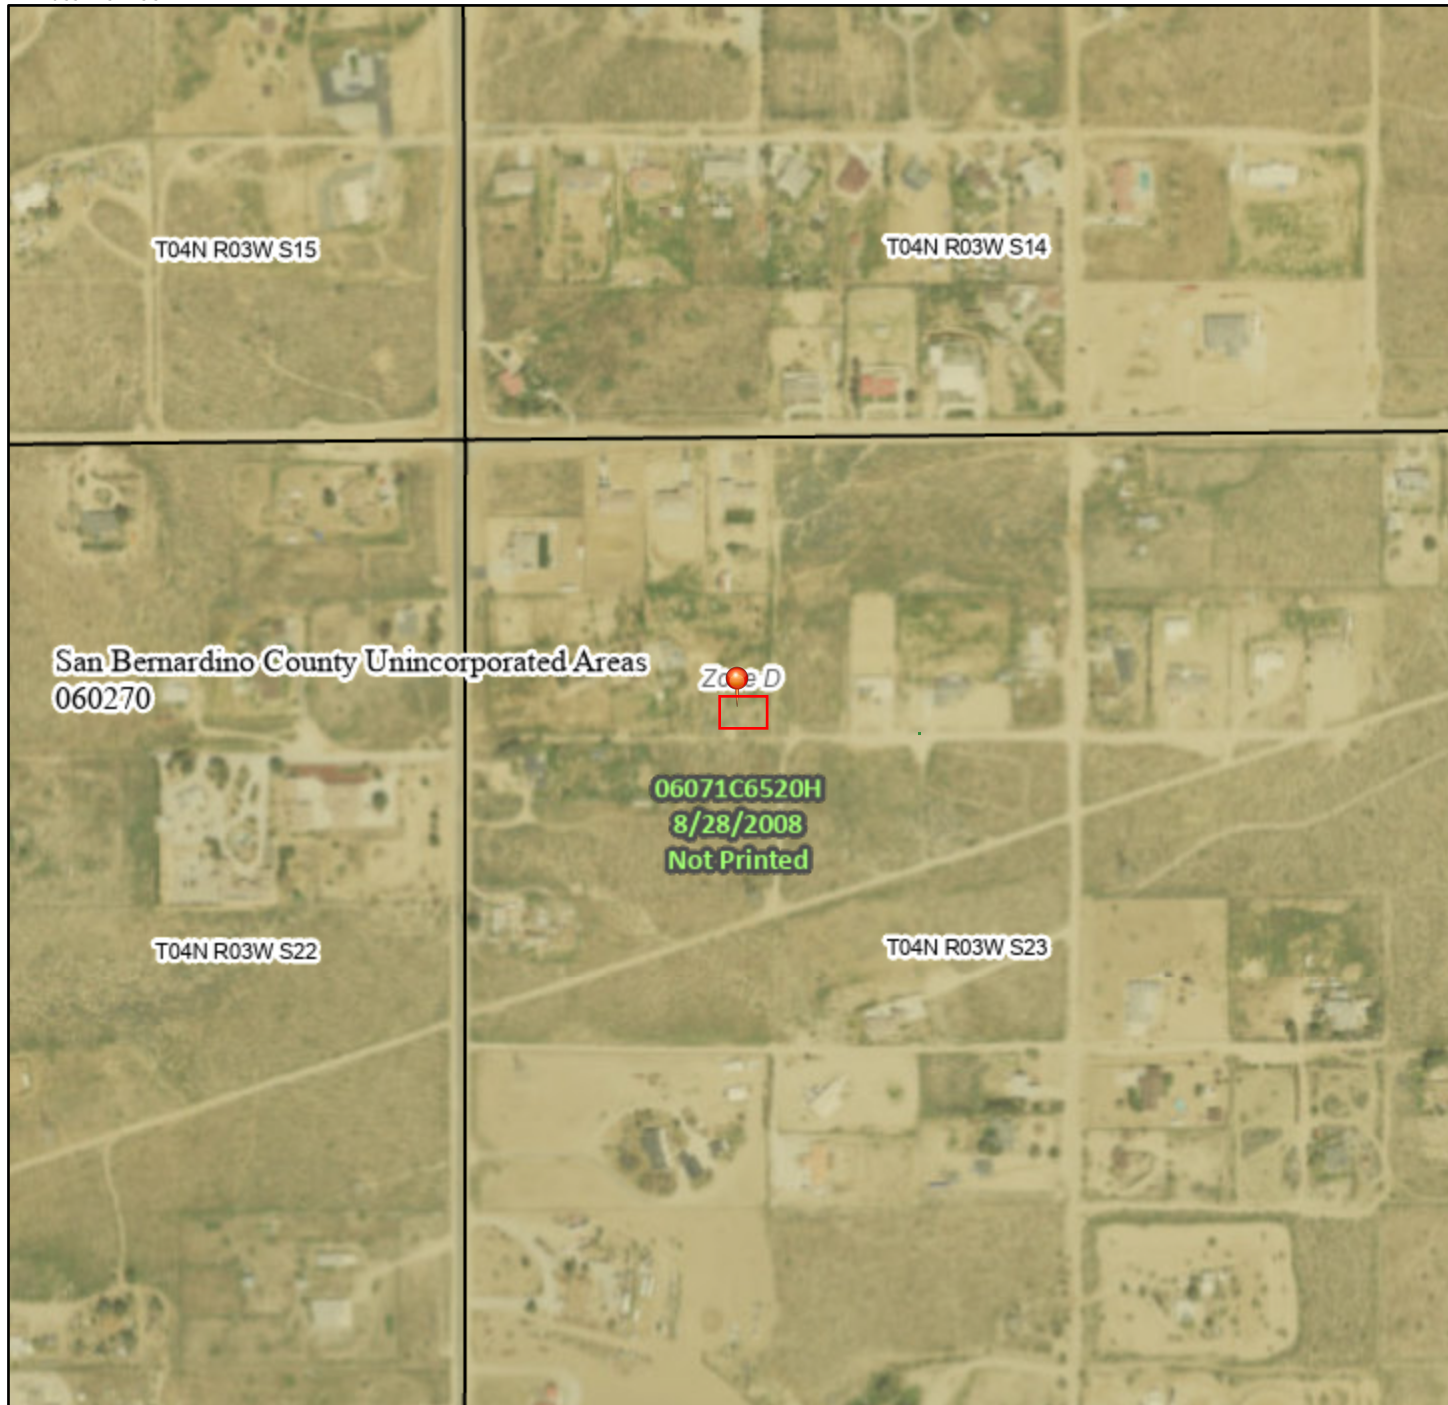 T04N R03W S15
T04N R03W S14
San Bernardino County Unincorporated Areas
060270
Zone D
06071C6520H
8/28/2008
Not Printed
T04N R03W S22
T04N R03W S23